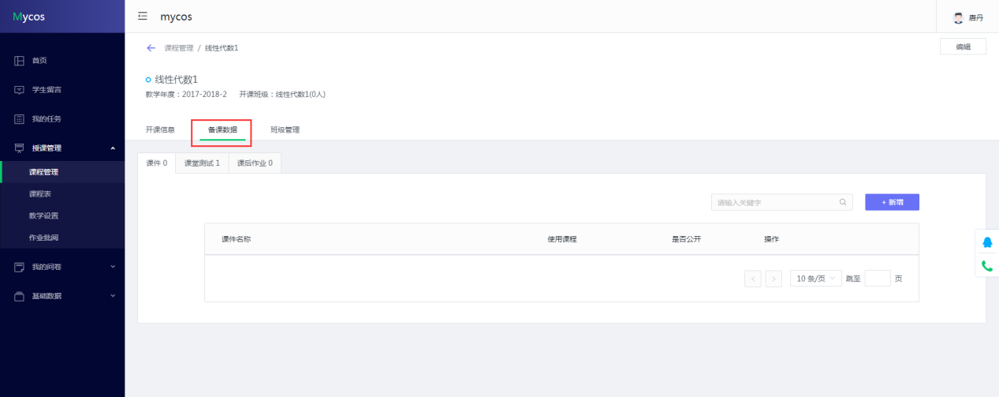 Mycos
mycos
唐丹
首页
学生留言
我的任务
授课管理
课程管理
课程表
教学设置
作业批阅
我的问卷
基础数据
课程管理 / 线性代数1
编辑
线性代数1
教学年度：2017-2018-2 开课班级：线性代数1(0人)
开课信息 备课数据 班级管理
课件 0 课堂测试 1 课后作业 0
请输入关键字
+ 新增
课件名称 使用课程 是否公开 操作
< > 10 条/页 跳至 页